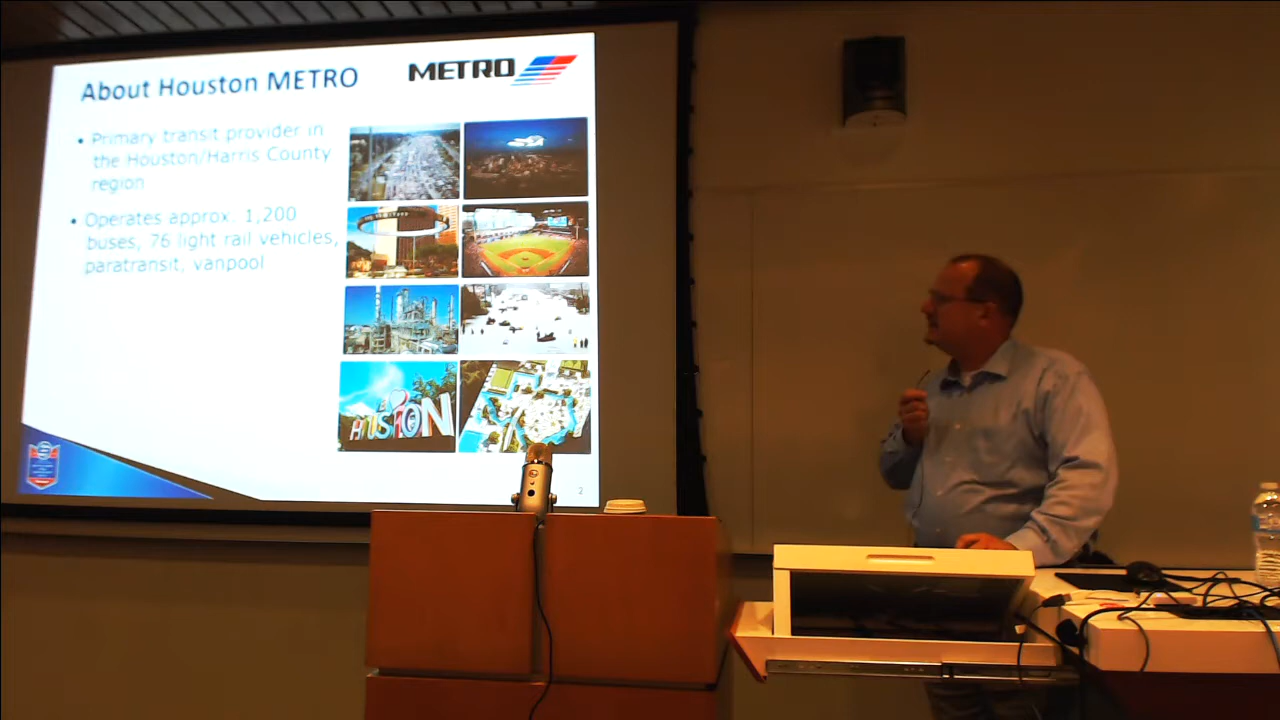 About Houston METRO
METRO
• Primary transit provider in
the Houston/Harris County
region
• Operates approx. 1,200
buses, 76 light rail vehicles,
paratransit, vanpool
HOUSTON
2